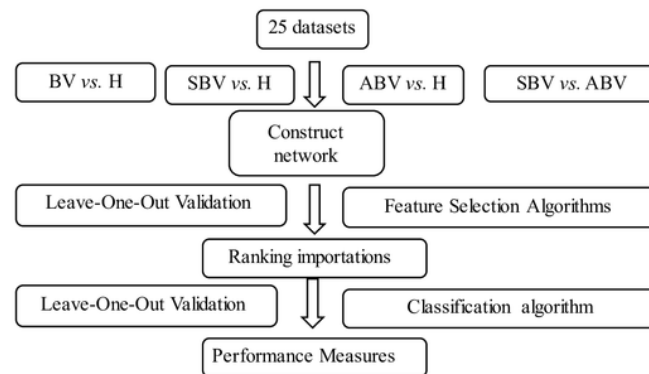 25 datasets
BV vs. H
SBV vs. H
ABV vs. H
SBV vs. ABV
Construct
network
Leave-One-Out Validation
Feature Selection Algorithms
Ranking importations
Leave-One-Out Validation
Classification algorithm
Performance Measures